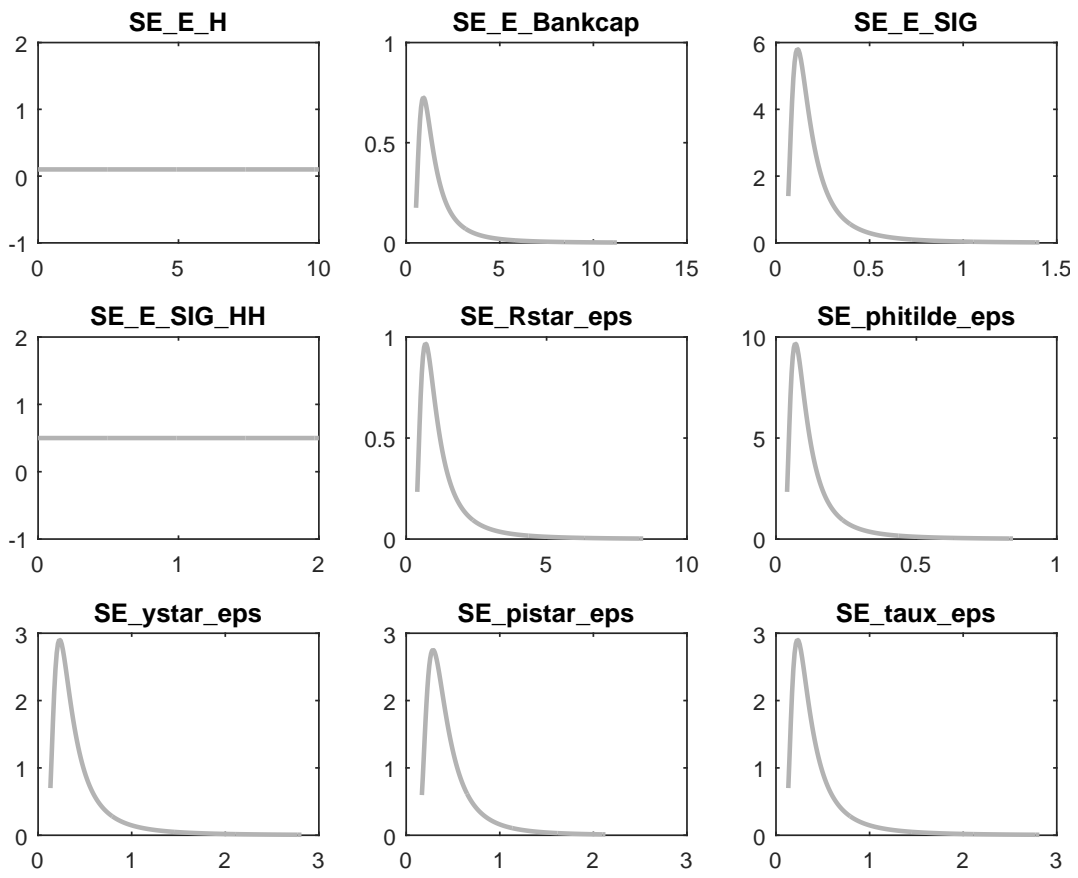 SE_E_H
2
1
0
-1
0 5 10
SE_E_Bankcap
1
0.5
0
0 5 10 15
SE_E_SIG
6
4
2
0
0 0.5 1 1.5
SE_E_SIG_HH
2
1
0
-1
0 1 2
SE_Rstar_eps
1
0.5
0
0 5 10
SE_phitilde_eps
10
5
0
0 0.5 1
SE_ystar_eps
3
2
1
0
0 1 2 3
SE_pistar_eps
3
2
1
0
0 1 2 3
SE_taux_eps
3
2
1
0
0 1 2 3